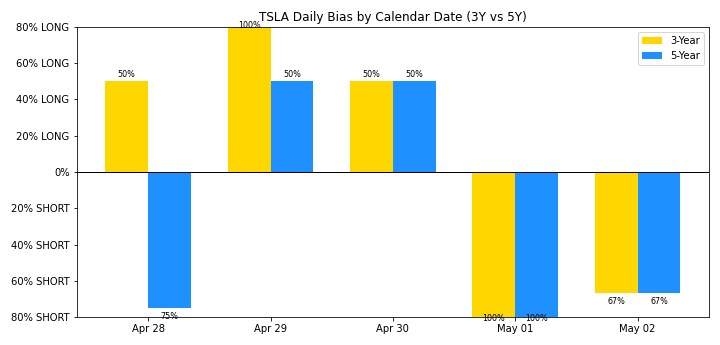 TSLA Daily Bias by Calendar Date (3Y vs 5Y)
80% LONG
60% LONG
40% LONG
20% LONG
0%
20% SHORT
40% SHORT
60% SHORT
80% SHORT
3-Year
5-Year
50%
75%
100%
50%
50%
50%
100%
100%
67%
67%
Apr 28
Apr 29
Apr 30
May 01
May 02